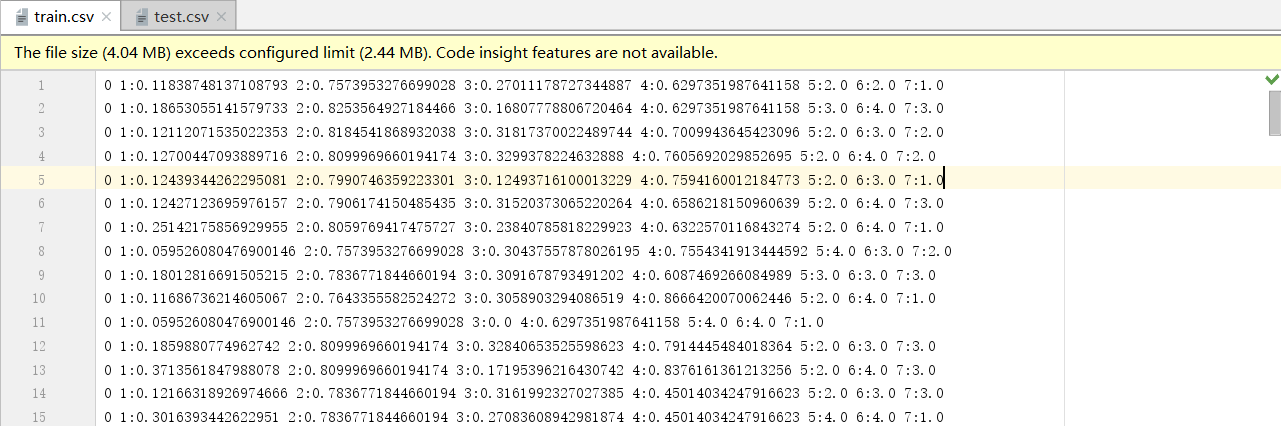 train.csv test.csv
The file size (4.04 MB) exceeds configured limit (2.44 MB). Code insight features are not available.
1 0 1:0.11838748137108793 2:0.7573953276699028 3:0.27011178727344887 4:0.6297351987641158 5:2.0 6:2.0 7:1.0
2 0 1:0.18653055141579733 2:0.8253564927184466 3:0.16807778806720464 4:0.6297351987641158 5:3.0 6:4.0 7:3.0
3 0 1:0.12112071535022353 2:0.8184541868932038 3:0.31817370022489744 4:0.7009943645423096 5:2.0 6:3.0 7:2.0
4 0 1:0.12700447093889716 2:0.8099969660194174 3:0.3299378224632888 4:0.7605692029852695 5:2.0 6:4.0 7:2.0
5 0 1:0.12439344262295081 2:0.7990746359223301 3:0.12493716100013229 4:0.7594160012184773 5:2.0 6:3.0 7:1.0
6 0 1:0.12427123695976157 2:0.7906174150485435 3:0.31520373065220264 4:0.6586218150960639 5:2.0 6:4.0 7:3.0
7 0 1:0.25142175856929955 2:0.8059769417475727 3:0.23840785818229923 4:0.6322570116843274 5:2.0 6:4.0 7:1.0
8 0 1:0.059526080476900146 2:0.7573953276699028 3:0.30437557878026195 4:0.7554341913444592 5:4.0 6:3.0 7:2.0
9 0 1:0.18012816691505215 2:0.7836771844660194 3:0.3091678793491202 4:0.6087469266084989 5:3.0 6:3.0 7:3.0
10 0 1:0.11686736214605067 2:0.7643355582524272 3:0.3058903294086519 4:0.8666420070062446 5:2.0 6:4.0 7:1.0
11 0 1:0.059526080476900146 2:0.7573953276699028 3:0.0 4:0.6297351987641158 5:4.0 6:4.0 7:1.0
12 0 1:0.1859880774962742 2:0.8099969660194174 3:0.32840653525598623 4:0.7914445484018364 5:2.0 6:3.0 7:3.0
13 0 1:0.3713561847988078 2:0.8099969660194174 3:0.17195396216430742 4:0.8376161361213256 5:2.0 6:4.0 7:3.0
14 0 1:0.12166318926974666 2:0.7836771844660194 3:0.3161992327027385 4:0.45014034247916623 5:2.0 6:3.0 7:3.0
15 0 1:0.3016393442622951 2:0.7836771844660194 3:0.27083608942981874 4:0.45014034247916623 5:4.0 6:4.0 7:1.0